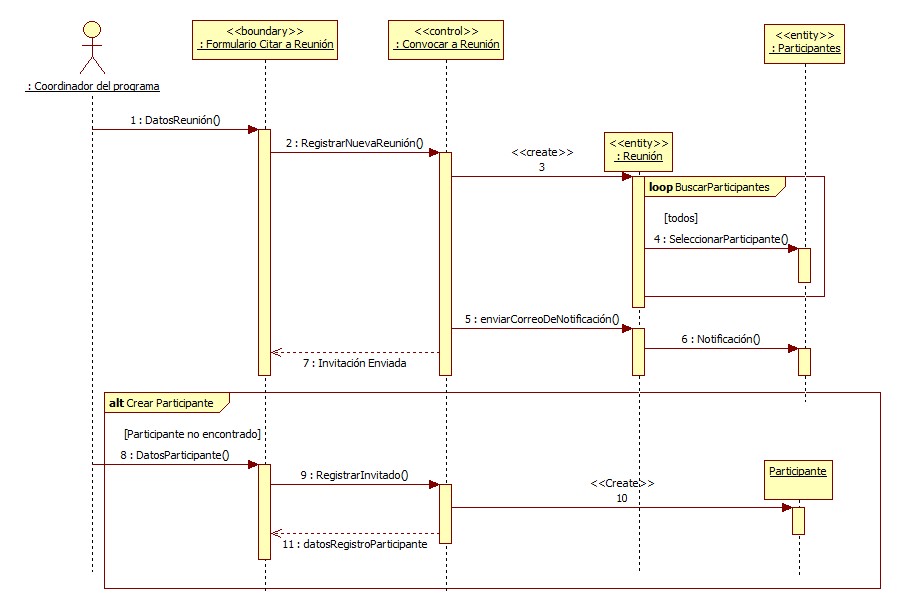 <<boundary>>
: Formulario Citar a Reunión
<<control>>
: Convocar a Reunión
<<entity>>
: Participantes
: Coordinador del programa
1 : DatosReunión()
2 : RegistrarNuevaReunión()
<<create>>
3
<<entity>>
: Reunión
loop BuscarParticipantes
[todos]
4 : SeleccionarParticipante()
5 : enviarCorreoDeNotificación()
6 : Notificación()
7 : Invitación Enviada
alt Crear Participante
[Participante no encontrado]
8 : DatosParticipante()
9 : RegistrarInvitado()
<<Create>>
10
Participante
11 : datosRegistroParticipante